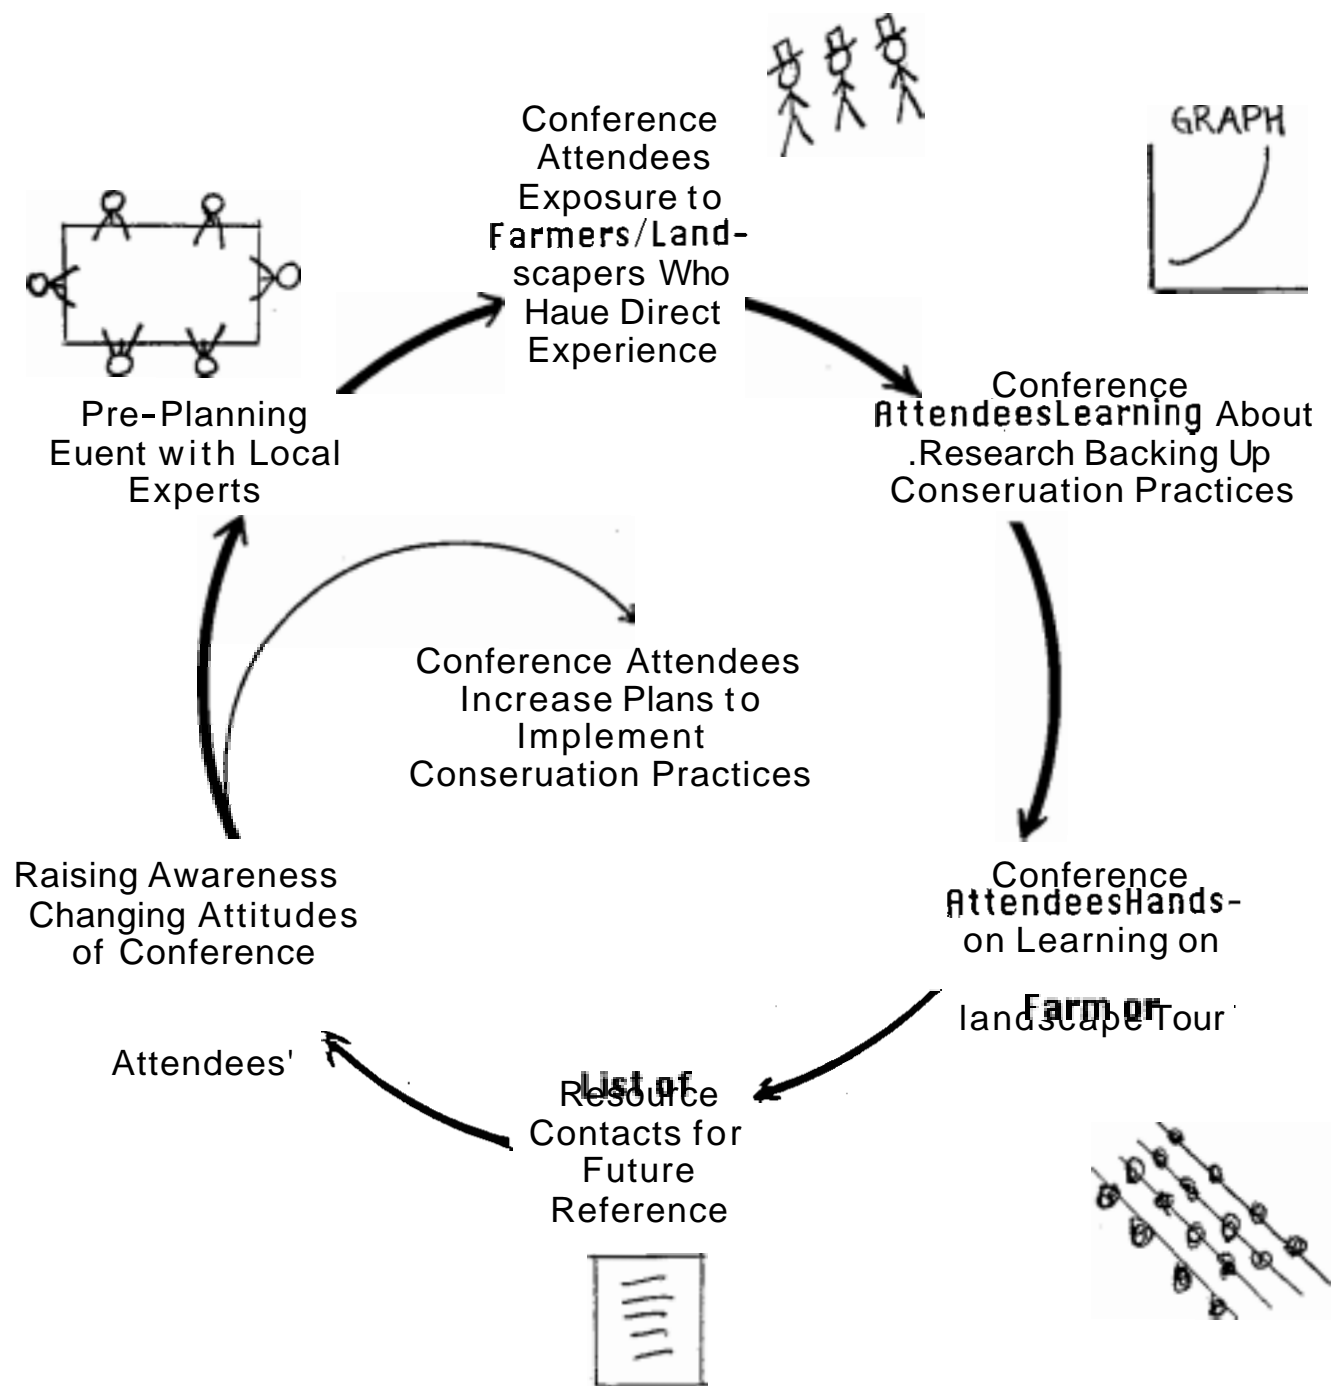 Conference
Attendees
Exposure to
Farmers/Land-
scapers Who
Haue Direct
Experience
GRAPH
Conference
AttendeesLearning About
.Research Backing Up
Conseruation Practices
Pre-Planning
Euent with Local
Experts
Conference Attendees
Increase Plans to
Implement
Conseruation Practices
Conference
AttendeesHands-
on Learning on
Farm or
landscape Tour
List of
Resource
Contacts for
Future
Reference
Raising Awareness
Changing Attitudes
of Conference
Attendees'